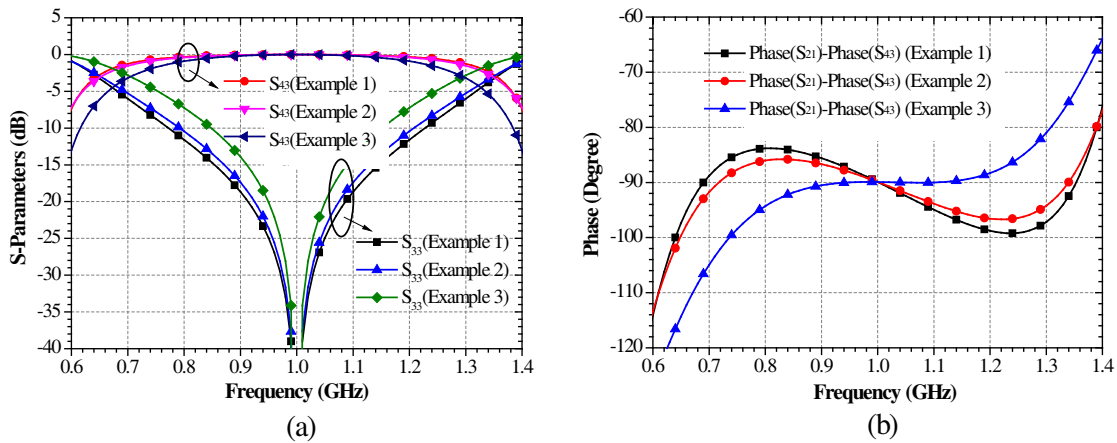 S-Parameters (dB)
0
-5
-10
-15
-20
-25
-30
-35
-40
S43(Example 1)
S43(Example 2)
S43(Example 3)
S33(Example 1)
S33(Example 2)
S33(Example 3)
0.6 0.7 0.8 0.9 1.0 1.1 1.2 1.3 1.4
Frequency (GHz)
(a)
Phase (Degree)
-60
-70
-80
-90
-100
-110
-120
Phase(S21)-Phase(S43) (Example 1)
Phase(S21)-Phase(S43) (Example 2)
Phase(S21)-Phase(S43) (Example 3)
0.6 0.7 0.8 0.9 1.0 1.1 1.2 1.3 1.4
Frequency (GHz)
(b)